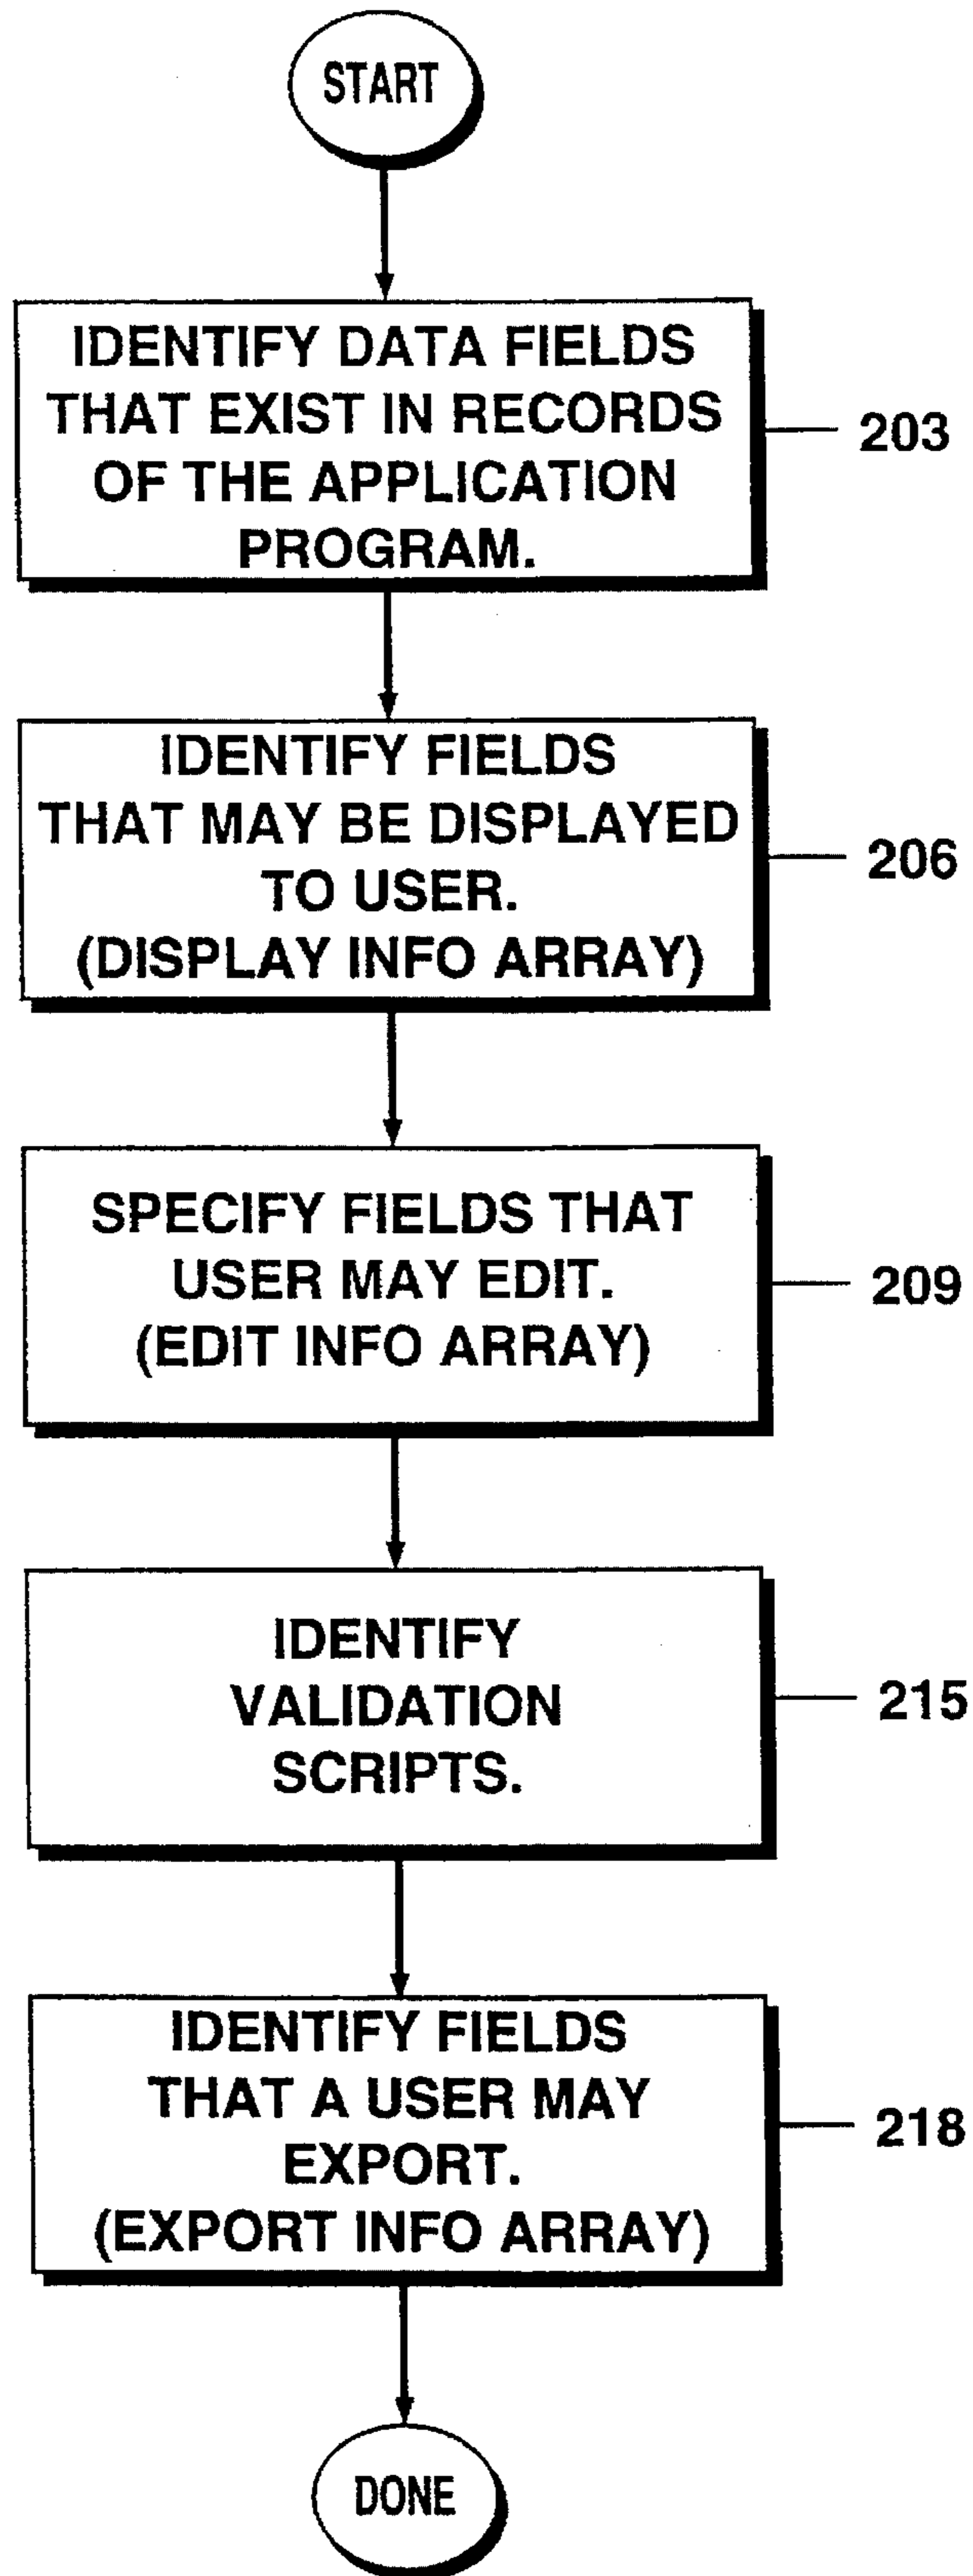 START
IDENTIFY DATA FIELDS
THAT EXIST IN RECORDS
OF THE APPLICATION
PROGRAM.
203
IDENTIFY FIELDS
THAT MAY BE DISPLAYED
TO USER.
(DISPLAY INFO ARRAY)
206
SPECIFY FIELDS THAT
USER MAY EDIT.
(EDIT INFO ARRAY)
209
IDENTIFY
VALIDATION
SCRIPTS.
215
IDENTIFY FIELDS
THAT A USER MAY
EXPORT.
(EXPORT INFO ARRAY)
218
DONE